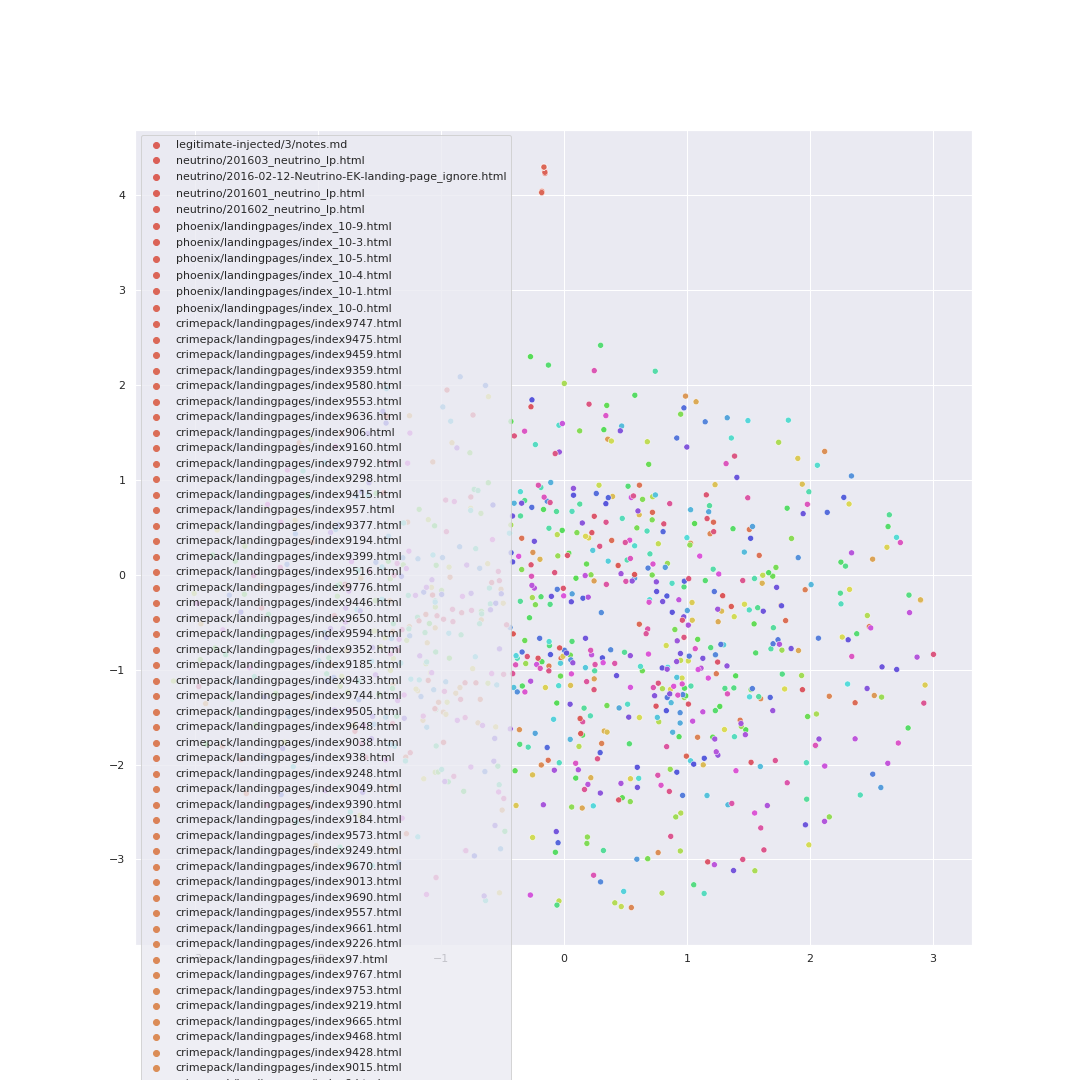 legitimate-injected/3/notes.md
neutrino/201603_neutrino_lp.html
neutrino/2016-02-12-Neutrino-EK-landing-page_ignore.html
neutrino/201601_neutrino_lp.html
neutrino/201602_neutrino_lp.html
phoenix/landingpages/index_10-9.html
phoenix/landingpages/index_10-3.html
phoenix/landingpages/index_10-5.html
phoenix/landingpages/index_10-4.html
phoenix/landingpages/index_10-1.html
phoenix/landingpages/index_10-0.html
crimepack/landingpages/index9747.html
crimepack/landingpages/index9475.html
crimepack/landingpages/index9459.html
crimepack/landingpages/index9359.html
crimepack/landingpages/index9580.html
crimepack/landingpages/index9553.html
crimepack/landingpages/index9636.html
crimepack/landingpages/index906.html
crimepack/landingpages/index9160.html
crimepack/landingpages/index9792.html
crimepack/landingpages/index9298.html
crimepack/landingpages/index9415.html
crimepack/landingpages/index957.html
crimepack/landingpages/index9377.html
crimepack/landingpages/index9194.html
crimepack/landingpages/index9399.html
crimepack/landingpages/index9516.html
crimepack/landingpages/index9776.html
crimepack/landingpages/index9446.html
crimepack/landingpages/index9650.html
crimepack/landingpages/index9594.html
crimepack/landingpages/index9352.html
crimepack/landingpages/index9185.html
crimepack/landingpages/index9433.html
crimepack/landingpages/index9744.html
crimepack/landingpages/index9505.html
crimepack/landingpages/index9648.html
crimepack/landingpages/index9038.html
crimepack/landingpages/index938.html
crimepack/landingpages/index9248.html
crimepack/landingpages/index9049.html
crimepack/landingpages/index9390.html
crimepack/landingpages/index9184.html
crimepack/landingpages/index9573.html
crimepack/landingpages/index9249.html
crimepack/landingpages/index9670.html
crimepack/landingpages/index9013.html
crimepack/landingpages/index9690.html
crimepack/landingpages/index9557.html
crimepack/landingpages/index9661.html
crimepack/landingpages/index9226.html
crimepack/landingpages/index97.html
crimepack/landingpages/index9767.html
crimepack/landingpages/index9753.html
crimepack/landingpages/index9219.html
crimepack/landingpages/index9665.html
crimepack/landingpages/index9468.html
crimepack/landingpages/index9428.html
crimepack/landingpages/index9015.html
4
3
2
1
0
−1
−2
−3
−1 0 1 2 3